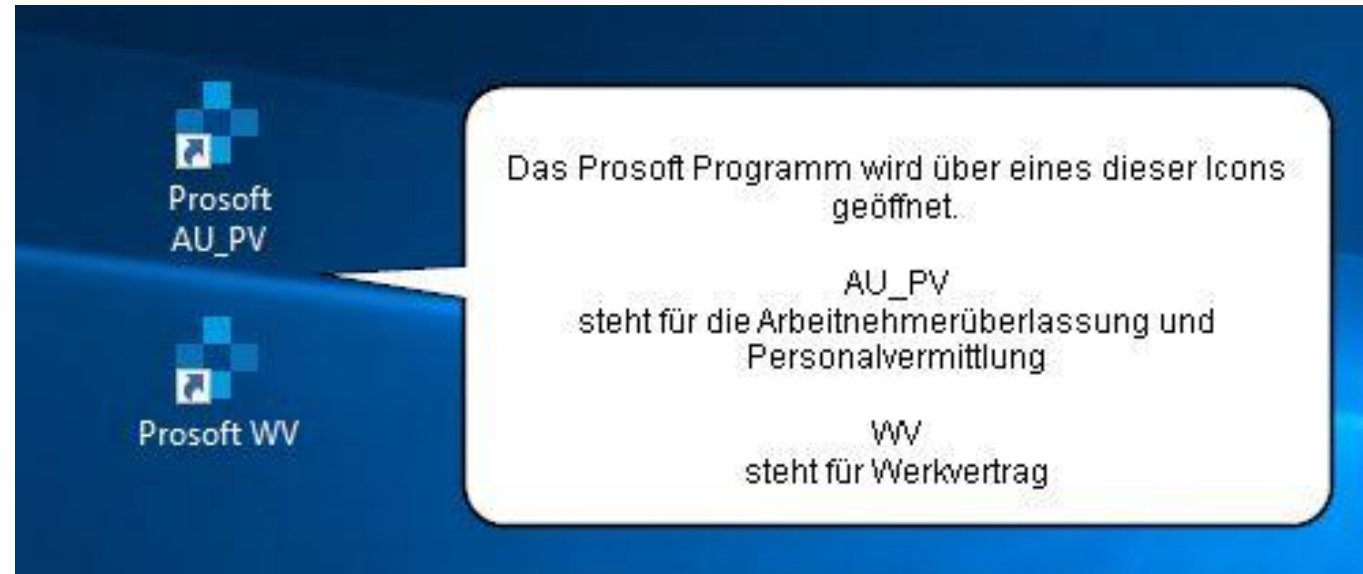 Prosoft
AU_PV
Prosoft WV
Das Prosoft Programm wird über eines dieser Icons
geöffnet.
AU_PV
steht für die Arbeitnehmerüberlassung und
Personalvermittlung
WV
steht für Werkvertrag